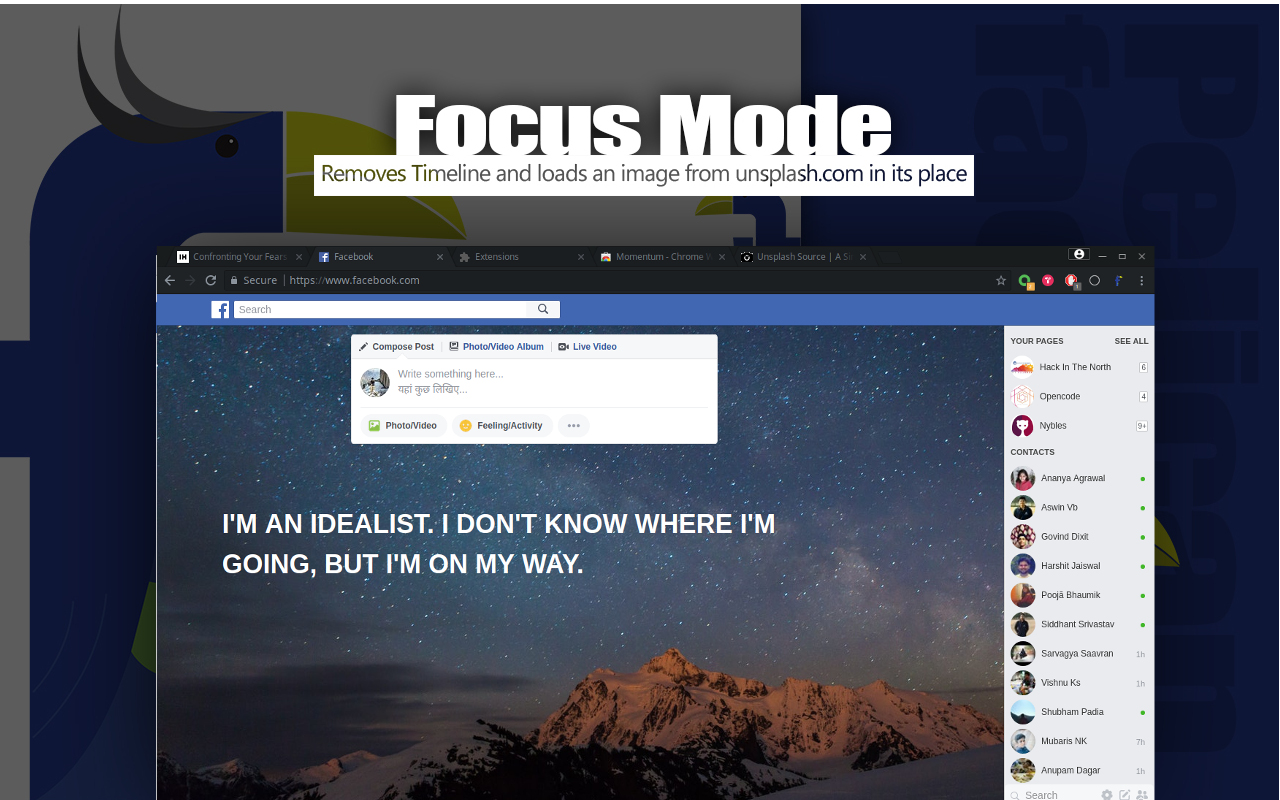 Focus Mode
Removes Timeline and loads an image from unsplash.com in its place
Confronting Your Fears
Facebook
Extensions
Momentum - Chrome W
Unsplash Source | A Si
Secure
https://www.facebook.com
Search
Compose Post
Photo/Video Album
Live Video
Write something here...
यहां कुछ लिखिए...
Photo/Video
Feeling/Activity
I'M AN IDEALIST. I DON'T KNOW WHERE I'M
GOING, BUT I'M ON MY WAY.
YOUR PAGES SEE ALL
Hack In The North 6
Opencode 4
Nybles 9+
CONTACTS
Ananya Agrawal
Aswin Vb
Govind Dixit
Harshit Jaiswal
Poojā Bhaumik
Siddhant Srivastav
Sarvagya Saavran 1h
Vishnu Ks 1h
Shubham Padia
Mubaris NK 7h
Anupam Dagar 1h
Search